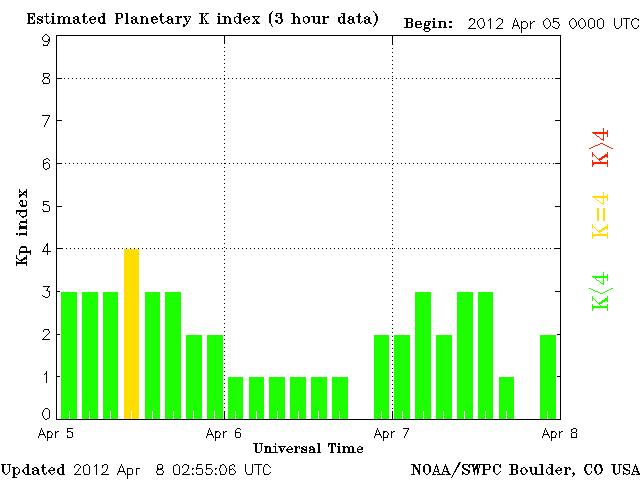 Estimated Planetary K index (3 hour data)
Begin: 2012 Apr 05 0000 UTC
9
8
7
6
5
4
3
2
1
0
Kp index
K>4
K=4
K<4
Apr 5
Apr 6
Apr 7
Apr 8
Universal Time
Updated 2012 Apr 8 02:55:06 UTC
NOAA/SWPC Boulder, CO USA